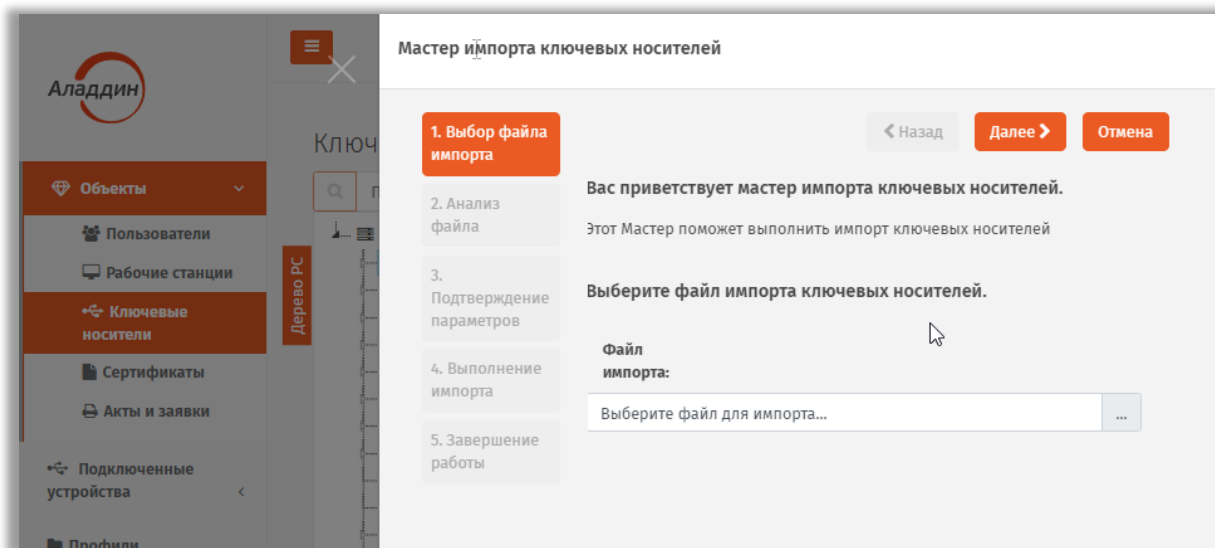 Аладдин
Объекты
Пользователи
Рабочие станции
Ключевые
носители
Сертификаты
Акты и заявки
Подключенные
устройства
Профили
Ключ
П
Дерево РС
Мастер импорта ключевых носителей
1. Выбор файла
импорта
2. Анализ
файла
3.
Подтверждение
параметров
4. Выполнение
импорта
5. Завершение
работы
Назад
Далее
Отмена
Вас приветствует мастер импорта ключевых носителей.
Этот Мастер поможет выполнить импорт ключевых носителей
Выберите файл импорта ключевых носителей.
Файл
импорта:
Выберите файл для импорта...
...